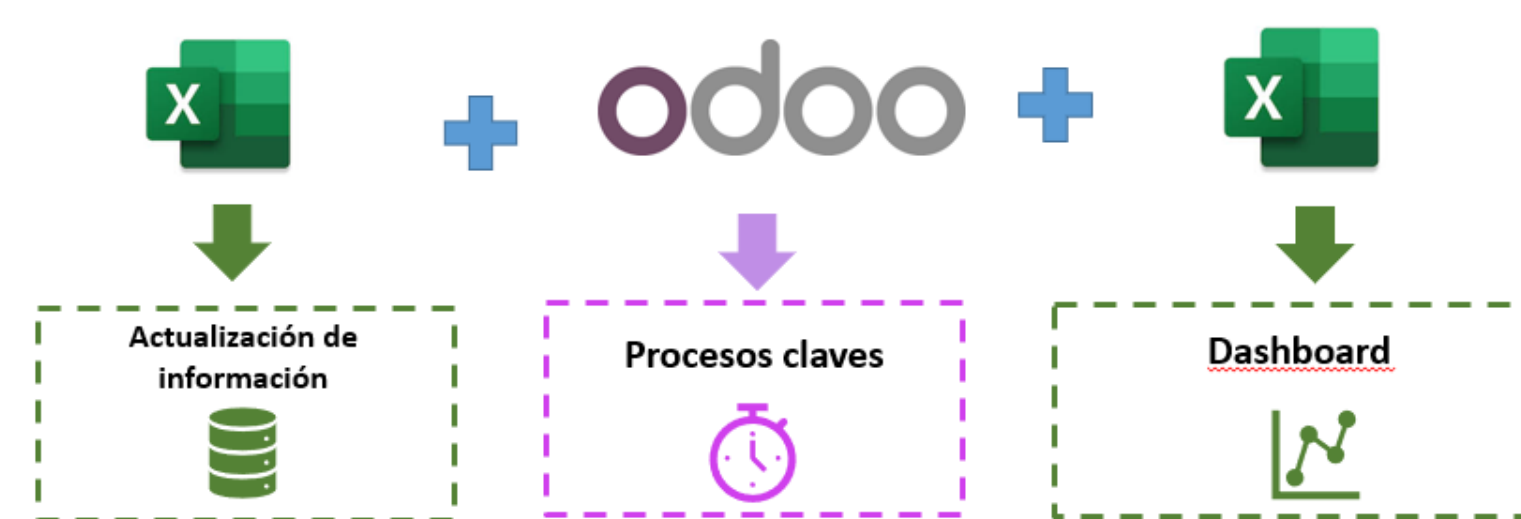 X
odoo
X
Actualización de
información
Procesos claves
Dashboard